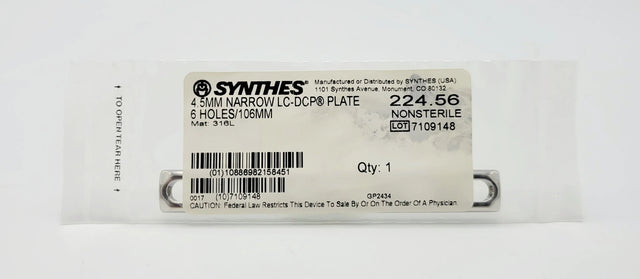 TO OPEN TEAR HERE
SYNTHES®
Manufactured or Distributed by SYNTHES (USA)
1101 Synthes Avenue, Monument, CO 80132
4.5MM NARROW LC-DCP® PLATE
6 HOLES/106MM
Mat: 316L
224.56
NONSTERILE
LOT 7109148
(01)10886982158451
Qty: 1
0017 (10)7109148
GP2434
CAUTION: Federal Law Restricts This Device To Sale By Or On The Order Of A Physician.